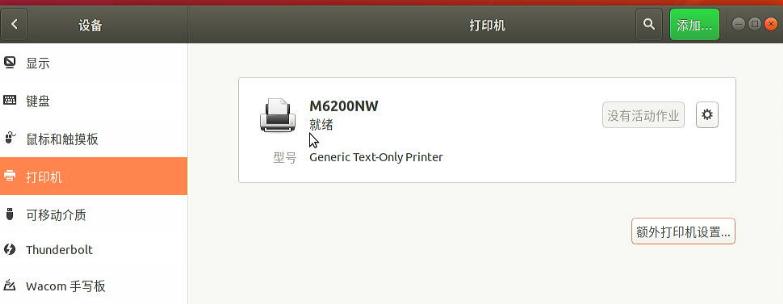 设备
打印机
添加...
显示
键盘
鼠标和触摸板
打印机
可移动介质
Thunderbolt
Wacom 手写板
M6200NW
就绪
没有活动作业
型号 Generic Text-Only Printer
额外打印机设置...